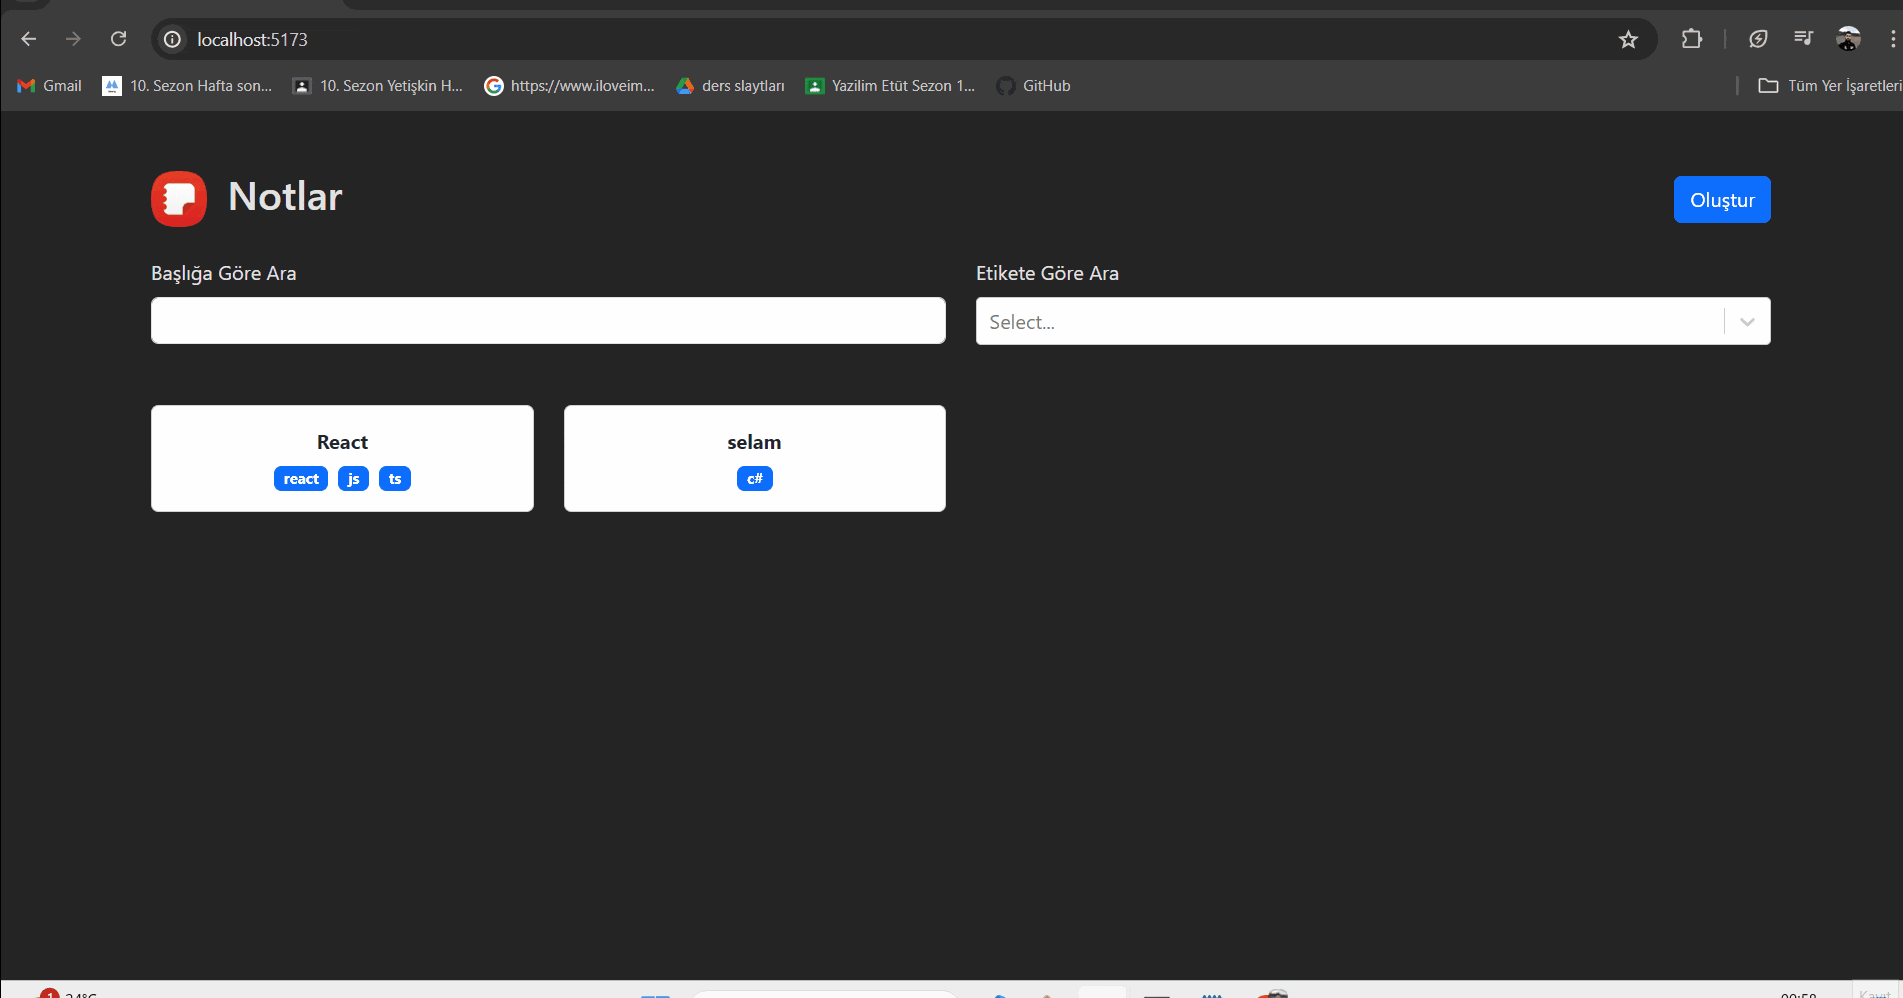 localhost:5173
Gmail 10. Sezon Hafta son... 10. Sezon Yetişkin H... https://www.iloveim... ders slaytları Yazilim Etüt Sezon 1... GitHub Tüm Yer İşaretleri
Notlar
Oluştur
Başlığa Göre Ara Etikete Göre Ara
Select...
React selam
react js ts c#